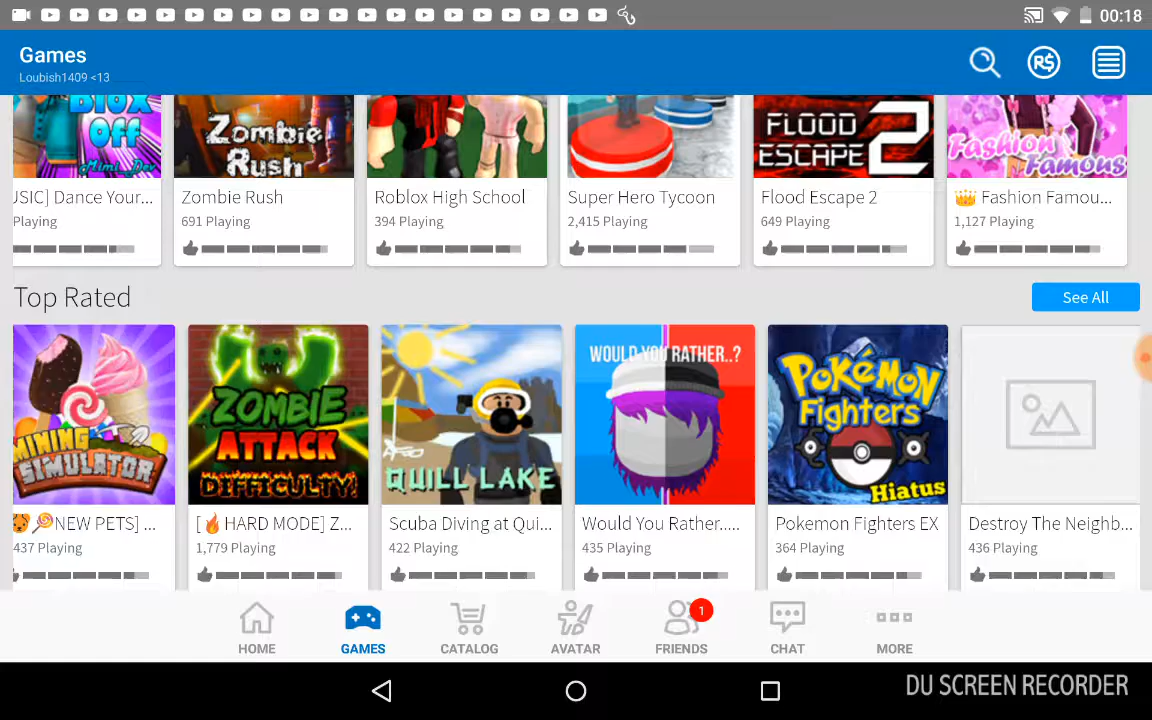 00:18
Games
Loubish1409 <13
R$
BLOX
OFF
Mimi_Dev
Zombie
Rush
FLOOD
ESCAPE 2
Fashion
Famous
JSIC] Dance Your...
Zombie Rush
Roblox High School
Super Hero Tycoon
Flood Escape 2
👑 Fashion Famou...
Playing
691 Playing
394 Playing
2,415 Playing
649 Playing
1,127 Playing
Top Rated
See All
MINING
SIMULATOR
ZOMBIE
ATTACK
DIFFICULTY!
QUILL LAKE
WOULD YOU RATHER..?
POKéMON
Fighters
Hiatus
🍭NEW PETS] ...
[🔥HARD MODE] Z...
Scuba Diving at Qui...
Would You Rather.....
Pokemon Fighters EX
Destroy The Neighb...
437 Playing
1,779 Playing
422 Playing
435 Playing
364 Playing
436 Playing
1
HOME
GAMES
CATALOG
AVATAR
FRIENDS
CHAT
MORE
DU SCREEN RECORDER